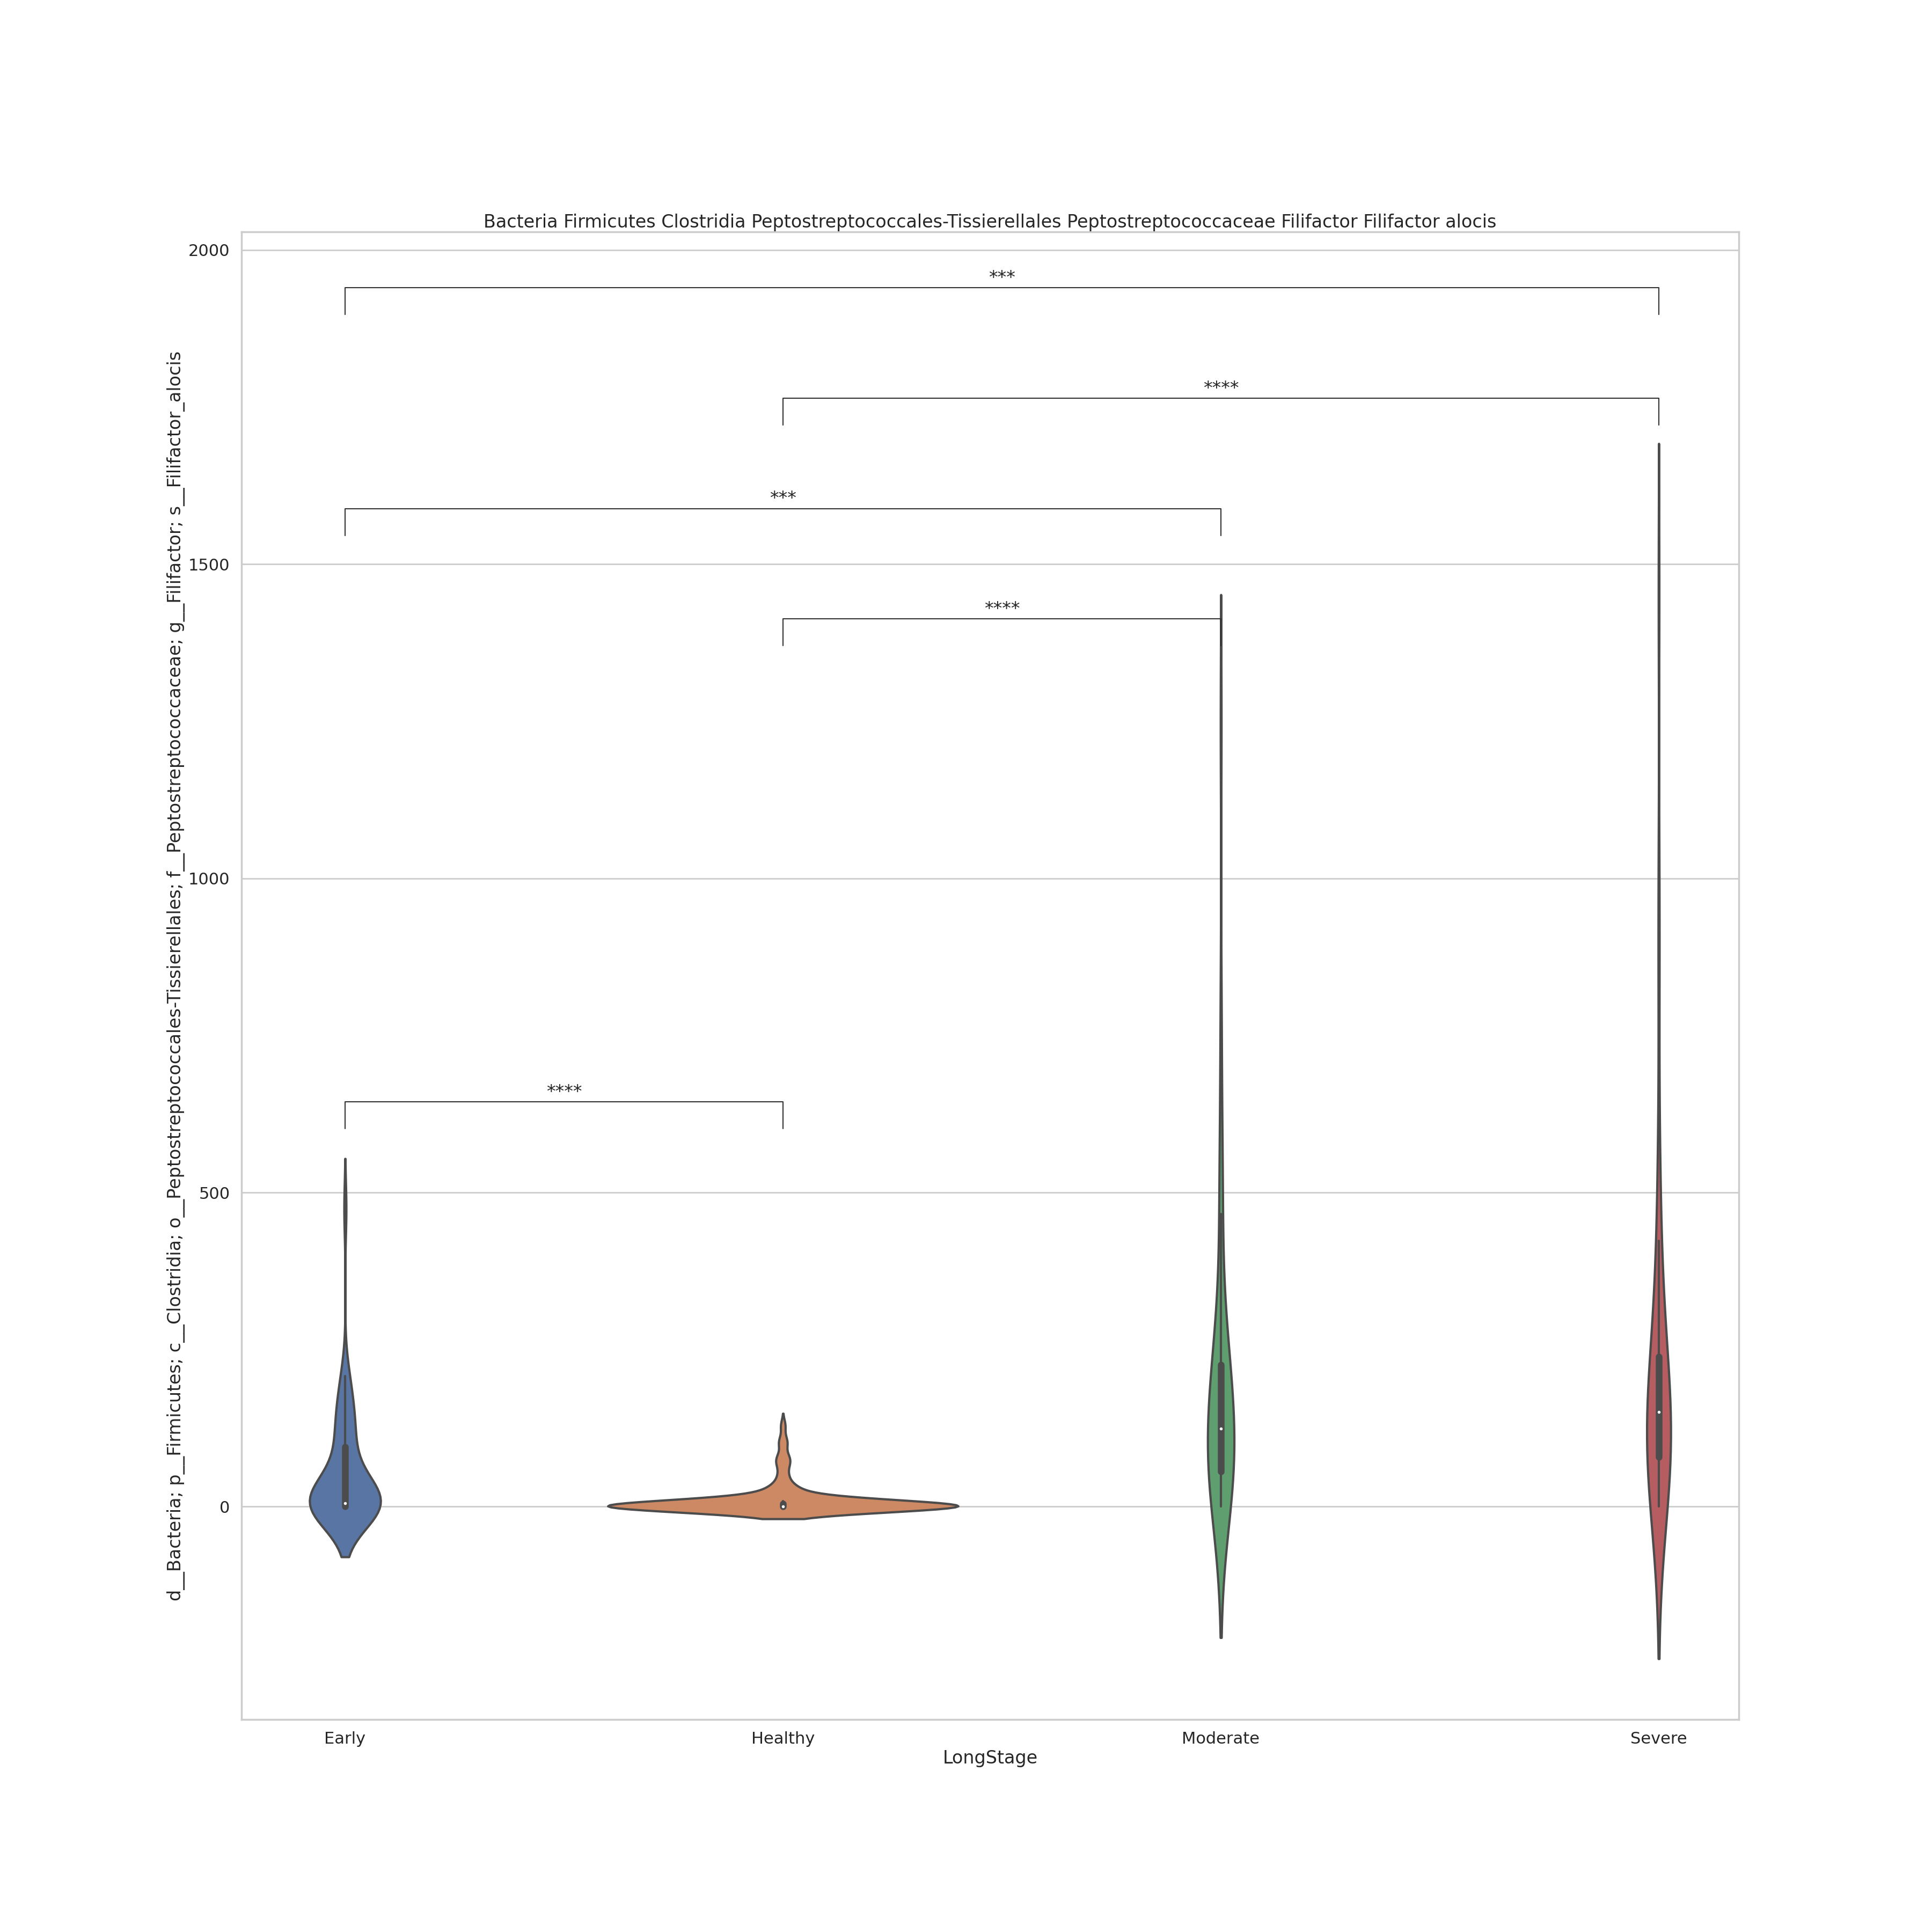 Bacteria Firmicutes Clostridia Peptostreptococcales-Tissierellales Peptostreptococcaceae Filifactor Filifactor alocis
d__Bacteria; p__Firmicutes; c__Clostridia; o__Peptostreptococcales-Tissierellales; f__Peptostreptococcaceae; g__Filifactor; s__Filifactor_alocis
2000
1500
1000
500
0
***
****
***
****
****
Early Healthy Moderate Severe
LongStage